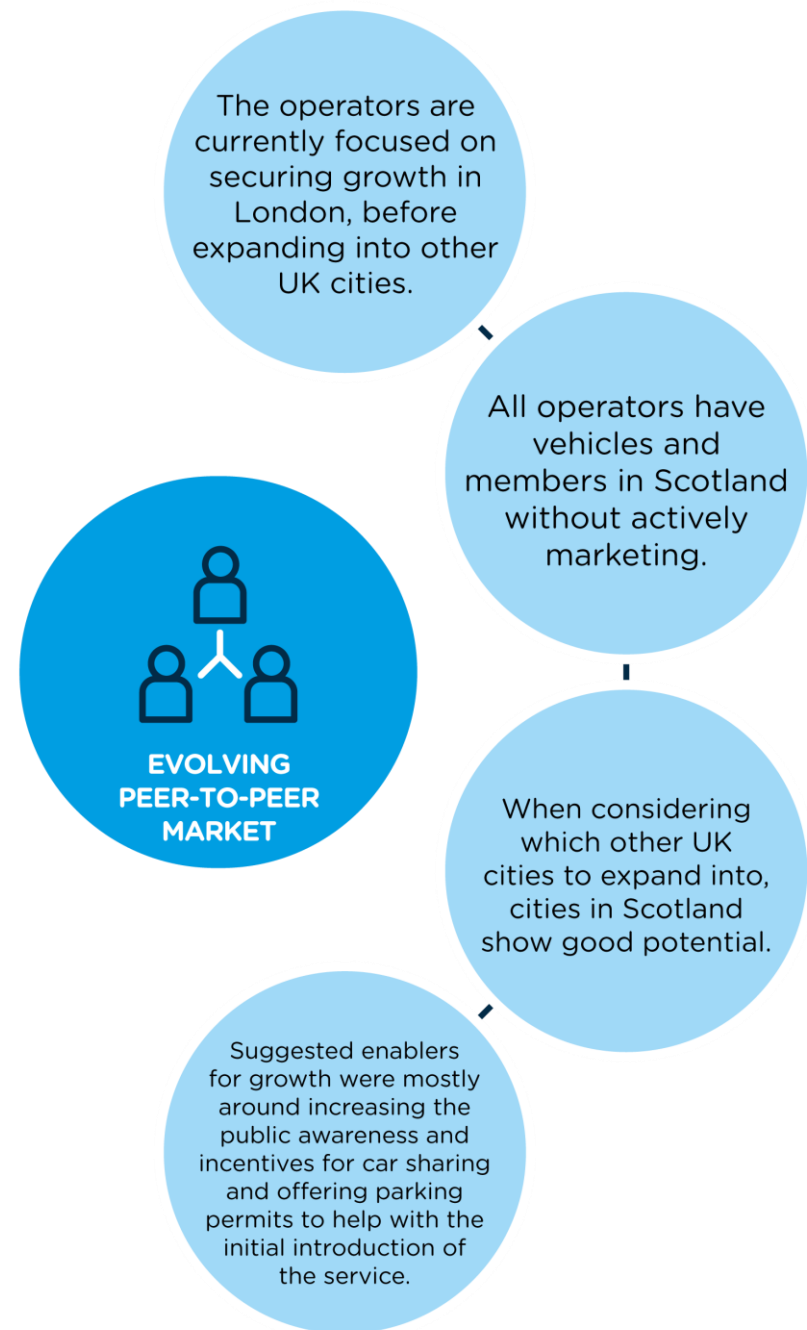 The operators are
currently focused on
securing growth in
London, before
expanding into other
UK cities.
All operators have
vehicles and
members in Scotland
without actively
marketing.
EVOLVING
PEER-TO-PEER
MARKET
When considering
which other UK
cities to expand into,
cities in Scotland
show good potential.
Suggested enablers
for growth were mostly
around increasing the
public awareness and
incentives for car sharing
and offering parking
permits to help with the
initial introduction of
the service.